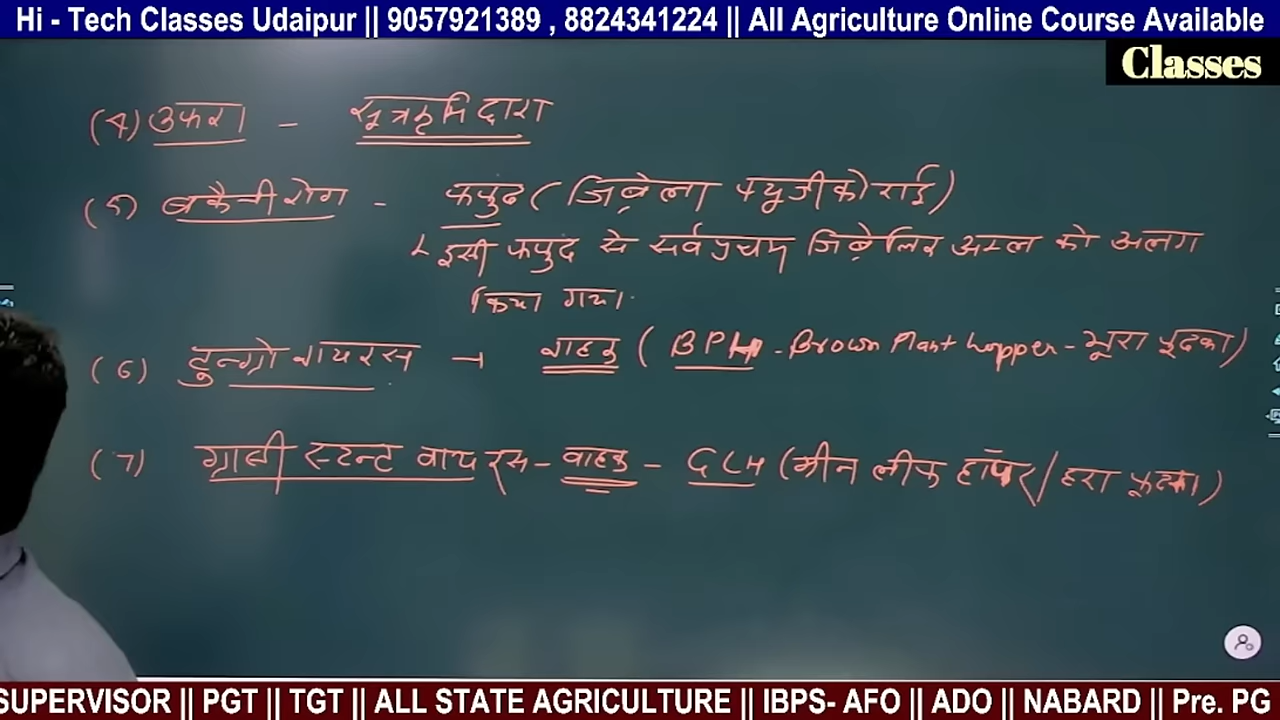 Hi - Tech Classes Udaipur || 9057921389 , 8824341224 || All Agriculture Online Course Available
Classes
(4) उफरा - सूत्रकृमि द्वारा
(5) बकैनी रोग - फफुंद ( जिब्रेला फ्यूजीकोराई )
इसी फफुंद से सर्वप्रथम जिब्रेलिर अम्ल को अलग
किया गया।
(6) टुन्ग्रो वायरस → वाहक ( BPH - Brown Plant hopper - भूरा फूदका )
(7) ग्रासी स्टन्ट वायरस - वाहक - GLH (ग्रीन लीफ हॉपर / हरा फूदका )
SUPERVISOR || PGT || TGT || ALL STATE AGRICULTURE || IBPS- AFO || ADO || NABARD || Pre. PG